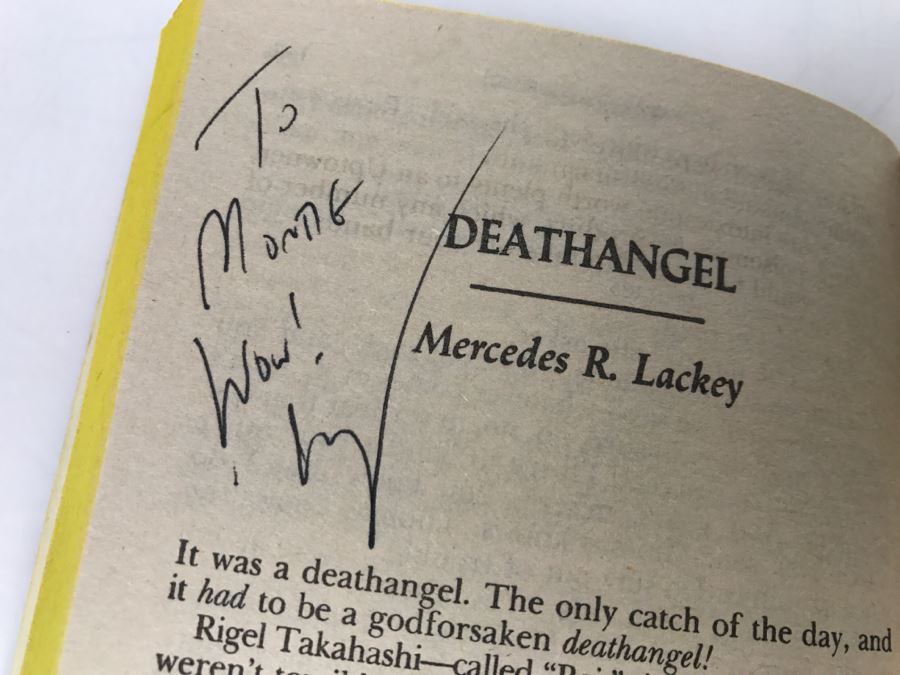 To
Monte
Wow!
DEATHANGEL
Mercedes R. Lackey
It was a deathangel. The only catch of the day, and
it had to be a godforsaken deathangel!
Rigel Takahashi—called
weren't